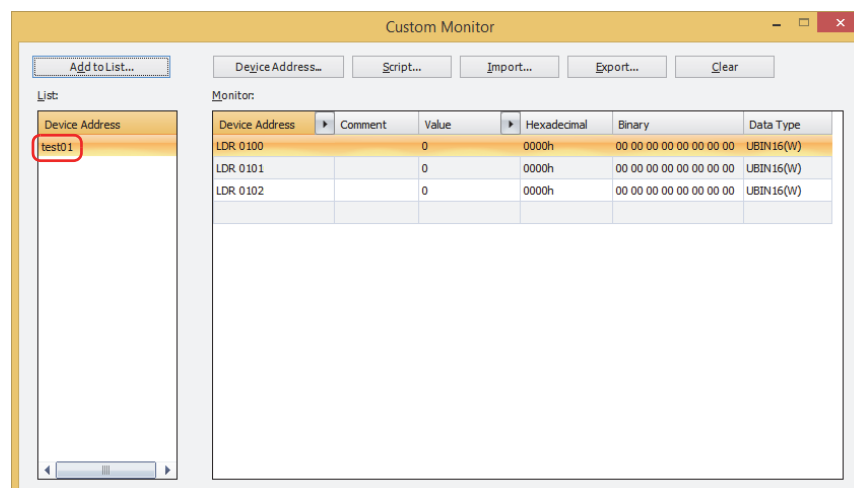 Custom Monitor
Add to List...
Device Address...
Script...
Import...
Export...
Clear
List:
Monitor:
Device Address
test01
Device Address Comment Value Hexadecimal Binary Data Type
LDR 0100 0 0000h 00 00 00 00 00 00 00 00 UBIN16(W)
LDR 0101 0 0000h 00 00 00 00 00 00 00 00 UBIN16(W)
LDR 0102 0 0000h 00 00 00 00 00 00 00 00 UBIN16(W)